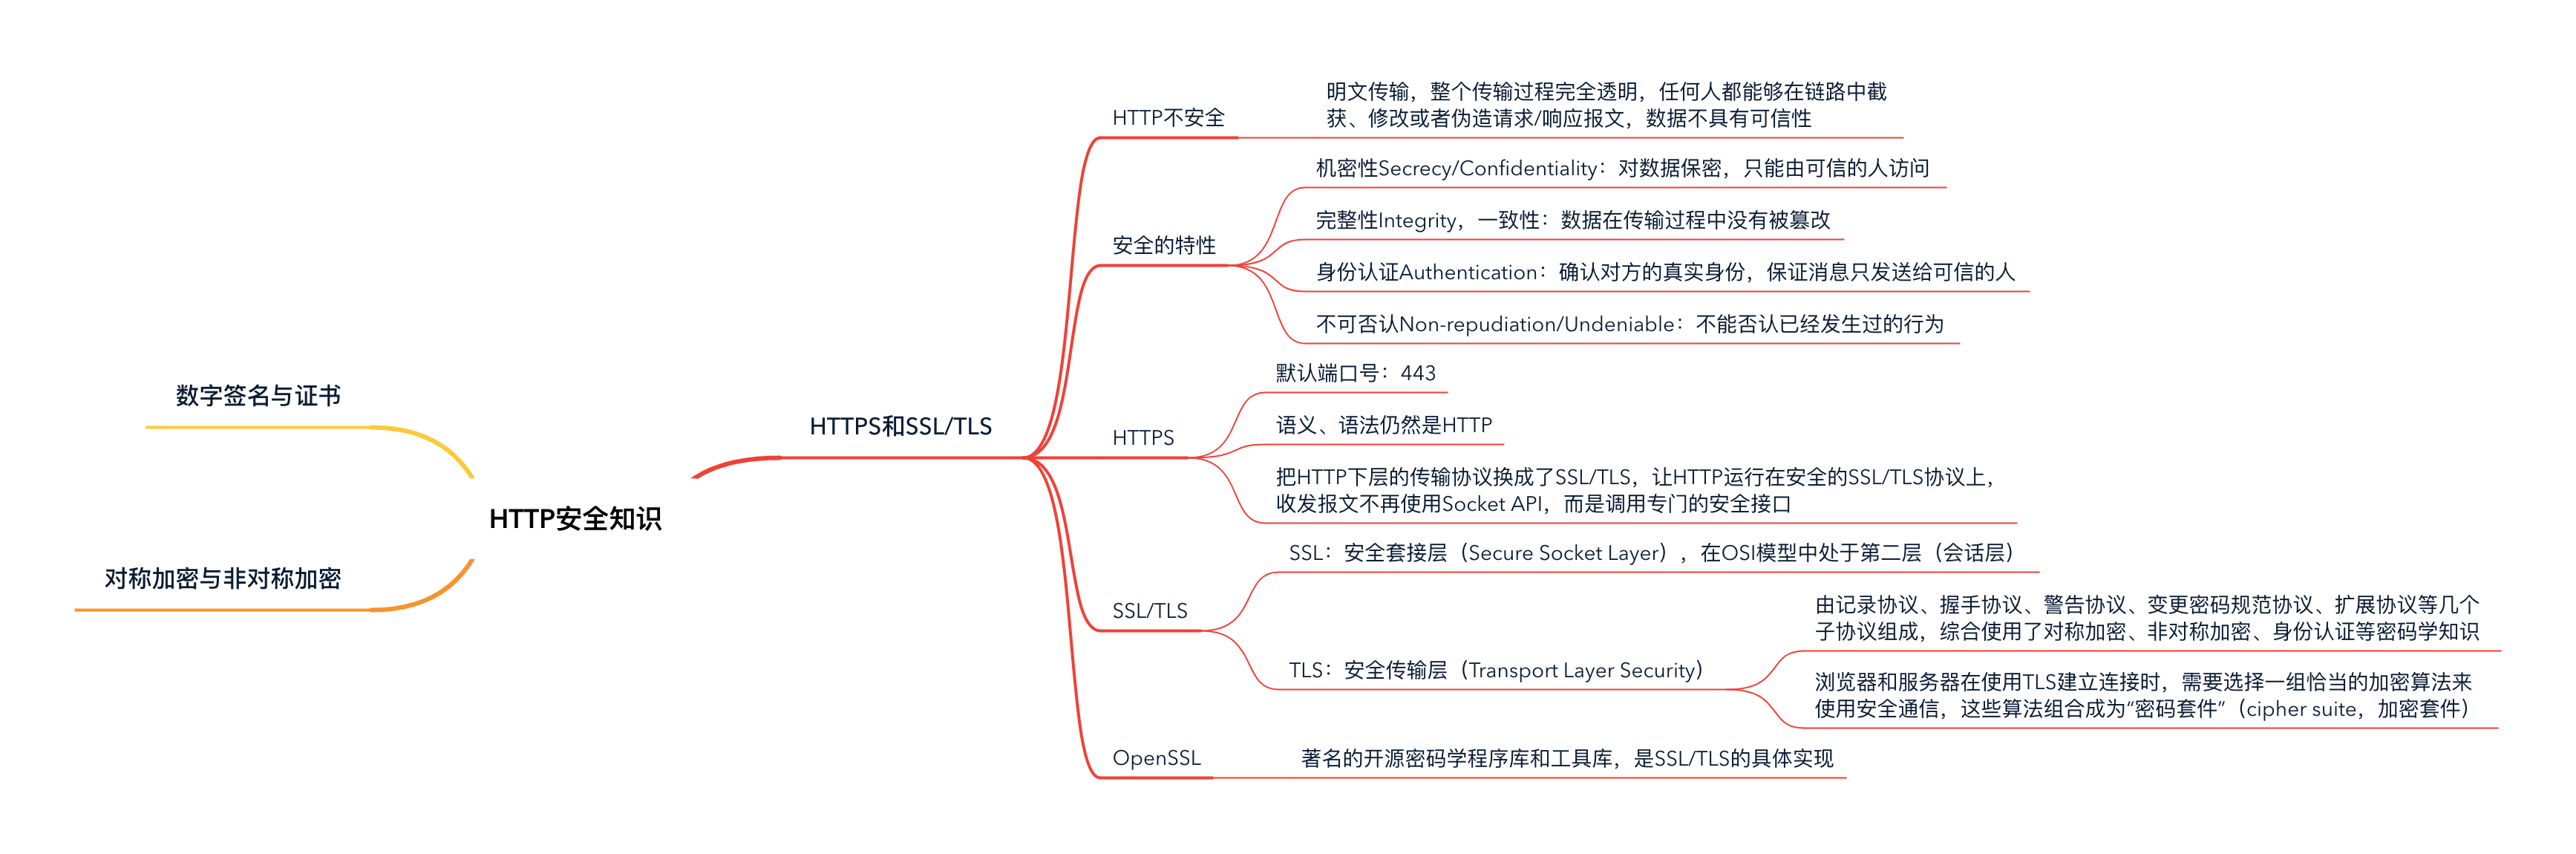 HTTP安全知识
HTTPS和SSL/TLS
HTTP不安全
明文传输，整个传输过程完全透明，任何人都能够在链路中截
获、修改或者伪造请求/响应报文，数据不具有可信性
安全的特性
机密性Secrecy/Confidentiality：对数据保密，只能由可信的人访问
完整性Integrity，一致性：数据在传输过程中没有被篡改
身份认证Authentication：确认对方的真实身份，保证消息只发送给可信的人
不可否认Non-repudiation/Undeniable：不能否认已经发生过的行为
HTTPS
默认端口号：443
语义、语法仍然是HTTP
把HTTP下层的传输协议换成了SSL/TLS，让HTTP运行在安全的SSL/TLS协议上，
收发报文不再使用Socket API，而是调用专门的安全接口
SSL/TLS
SSL：安全套接层（Secure Socket Layer），在OSI模型中处于第二层（会话层）
TLS：安全传输层（Transport Layer Security）
由记录协议、握手协议、警告协议、变更密码规范协议、扩展协议等几个
子协议组成，综合使用了对称加密、非对称加密、身份认证等密码学知识
浏览器和服务器在使用TLS建立连接时，需要选择一组恰当的加密算法来
使用安全通信，这些算法组合成为“密码套件”（cipher suite，加密套件）
OpenSSL
著名的开源密码学程序库和工具库，是SSL/TLS的具体实现
数字签名与证书
对称加密与非对称加密